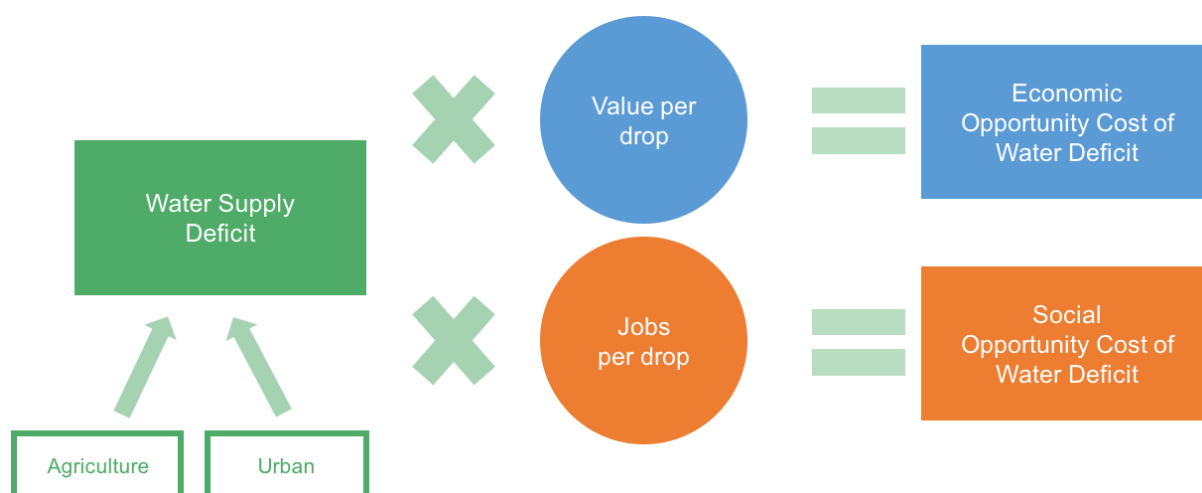 Water Supply
Deficit
Agriculture
Urban
Value per
drop
Economic
Opportunity Cost of
Water Deficit
Jobs
per drop
Social
Opportunity Cost of
Water Deficit